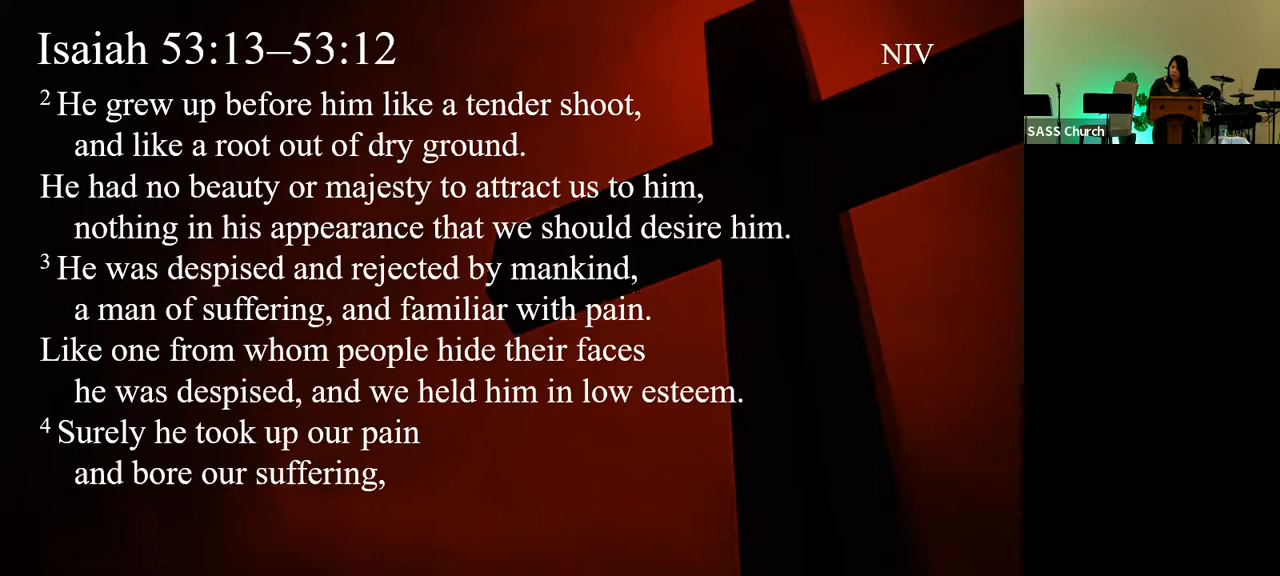 Isaiah 53:13–53:12
NIV
2 He grew up before him like a tender shoot,
and like a root out of dry ground.
He had no beauty or majesty to attract us to him,
nothing in his appearance that we should desire him.
3 He was despised and rejected by mankind,
a man of suffering, and familiar with pain.
Like one from whom people hide their faces
he was despised, and we held him in low esteem.
4 Surely he took up our pain
and bore our suffering,
SASS Church